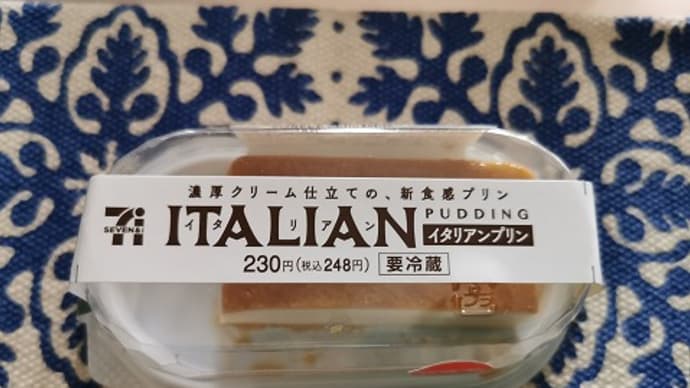 濃厚クリーム仕立ての、新食感プリン
SEVEN&i
ITALIAN
イタリアン
PUDDING
イタリアンプリン
230円(税込248円) 要冷蔵